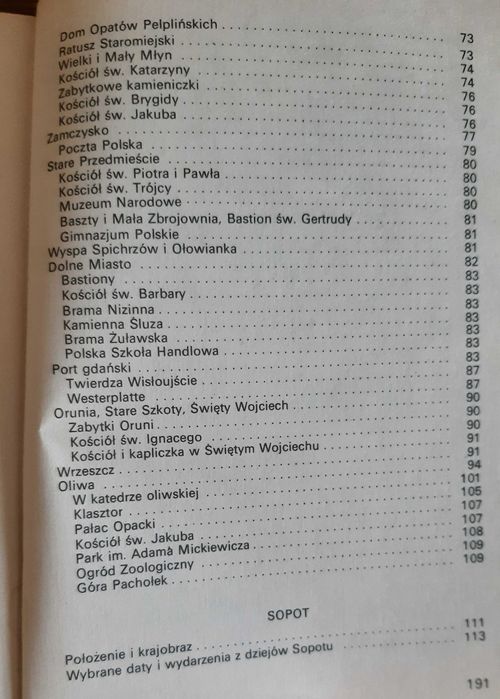 Dom Opatów Pelplińskich . . . . . . . . . . 73
Ratusz Staromiejski . . . . . . . . . . 73
Wielki i Mały Młyn . . . . . . . . . . 74
Kościół św. Katarzyny . . . . . . . . . . 74
Zabytkowe kamieniczki . . . . . . . . . . 76
Kościół św. Brygidy . . . . . . . . . . 76
Kościół św. Jakuba . . . . . . . . . . 76
Zamczysko . . . . . . . . . . 77
Poczta Polska . . . . . . . . . . 79
Stare Przedmieście . . . . . . . . . . 80
Kościół św. Piotra i Pawła . . . . . . . . . . 80
Kościół św. Trójcy . . . . . . . . . . 80
Muzeum Narodowe . . . . . . . . . . 80
Baszty i Mała Zbrojownia, Bastion św. Gertrudy . . . . . . . . . . 81
Gimnazjum Polskie . . . . . . . . . . 81
Wyspa Spichrzów i Ołowianka . . . . . . . . . . 81
Dolne Miasto . . . . . . . . . . 82
Bastiony . . . . . . . . . . 83
Kościół św. Barbary . . . . . . . . . . 83
Brama Nizinna . . . . . . . . . . 83
Kamienna Śluza . . . . . . . . . . 83
Brama Żuławska . . . . . . . . . . 83
Polska Szkoła Handlowa . . . . . . . . . . 83
Port gdański . . . . . . . . . . 83
Twierdza Wisłoujście . . . . . . . . . . 87
Westerplatte . . . . . . . . . . 87
Orunia, Stare Szkoty, Święty Wojciech . . . . . . . . . . 90
Zabytki Oruni . . . . . . . . . . 90
Kościół św. Ignacego . . . . . . . . . . 90
Kościół i kapliczka w Świętym Wojciechu . . . . . . . . . . 91
Wrzeszcz . . . . . . . . . . 91
Oliwa . . . . . . . . . . 94
W katedrze oliwskiej . . . . . . . . . . 101
Klasztor . . . . . . . . . . 105
Pałac Opacki . . . . . . . . . . 107
Kościół św. Jakuba . . . . . . . . . . 107
Park im. Adama Mickiewicza . . . . . . . . . . 108
Ogród Zoologiczny . . . . . . . . . . 109
Góra Pachołek . . . . . . . . . . 109
SOPOT
Położenie i krajobraz . . . . . . . . . . 111
Wybrane daty i wydarzenia z dziejów Sopotu . . . . . . . . . . 113
191